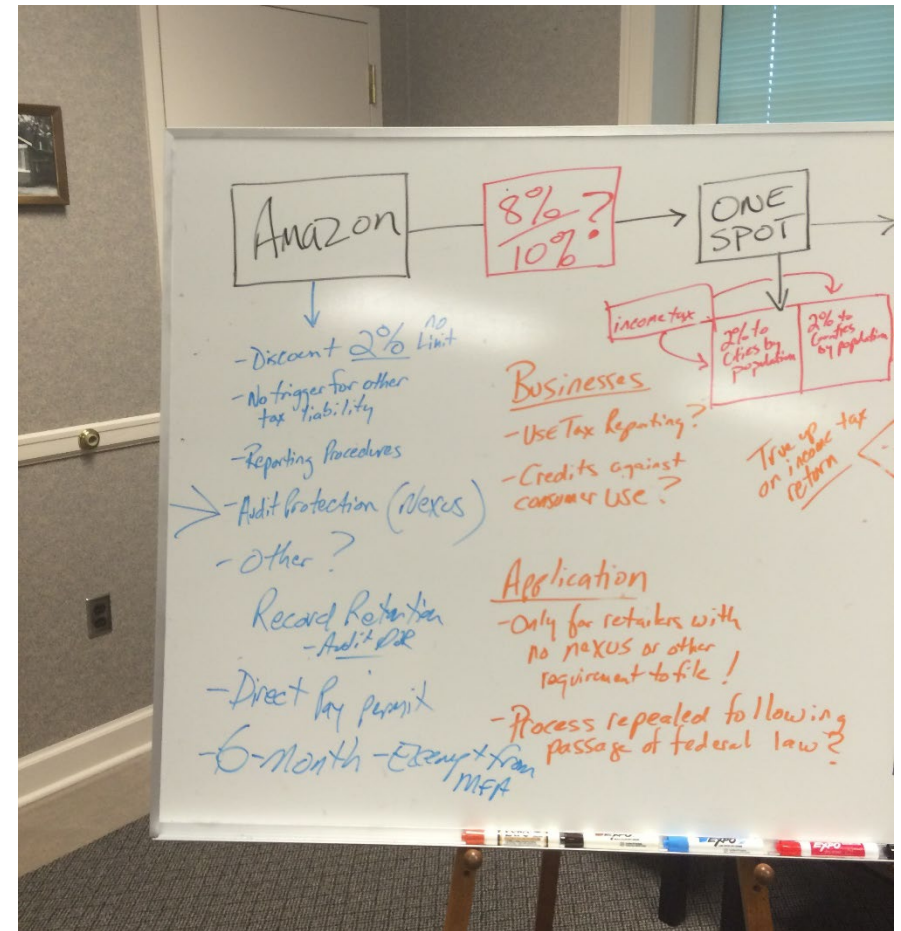 Amazon
8%
10% ?
ONE
SPOT
income tax
2% to
Cities by
population
2% to
Counties
by population
- Discount 2% no Limit
- No trigger for other
tax liability
- Reporting Procedures
- Audit Protection (Nexus)
- Other?
Record Retention
- Audit DOR
- Direct Pay permit
- 6-month - Exempt from
MFA
Businesses
- Use Tax Reporting?
- Credits against
consumer use?
True up
on income tax
return
Application
- Only for retailers with
no nexus or other
requirement to file!
- Process repealed following
passage of federal law?
EXPO
EXPO
EXPO